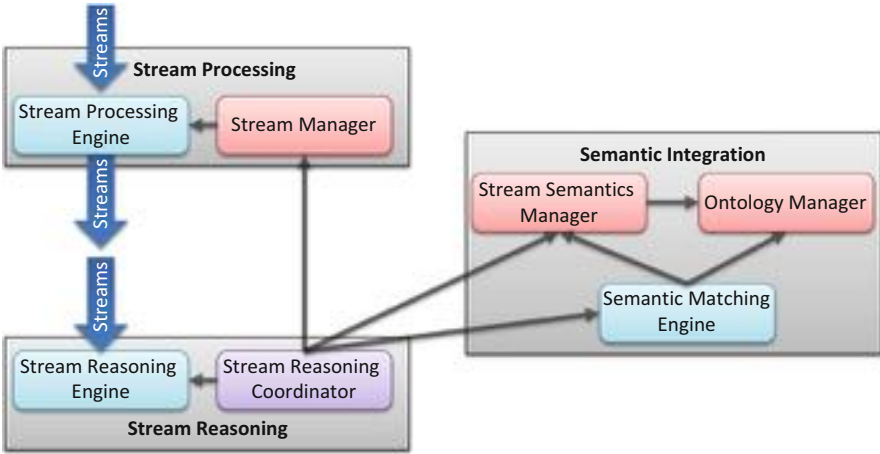 Streams
Stream Processing
Stream Processing
Engine
Stream Manager
Streams
Semantic Integration
Stream Semantics
Manager
Ontology Manager
Semantic Matching
Engine
Streams
Stream Reasoning
Engine
Stream Reasoning
Coordinator
Stream Reasoning